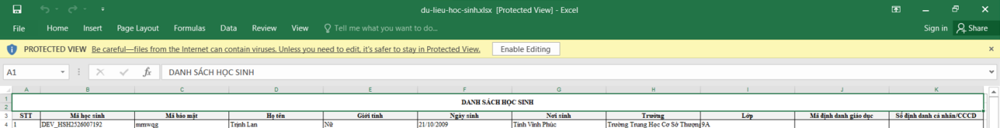 du-lieu-hoc-sinh.xlsx [Protected View] - Excel
File Home Insert Page Layout Formulas Data Review View Tell me what you want to do... Sign in Share
PROTECTED VIEW Be careful—files from the Internet can contain viruses. Unless you need to edit, it's safer to stay in Protected View. Enable Editing
A1 fx DANH SÁCH HỌC SINH
A B C D E F G H I J K
1
DANH SÁCH HỌC SINH
2
3 STT Mã học sinh Mã bảo mật Họ tên Giới tính Ngày sinh Nơi sinh Trường Lớp Mã định danh giáo dục Số định danh cá nhân/CCCD
4 1 DEV_HSH2526007192 mrnwqg Trịnh Lan Nữ 21/10/2009 Tỉnh Vĩnh Phúc Trường Trung Học Cơ Sở Thượn 9A